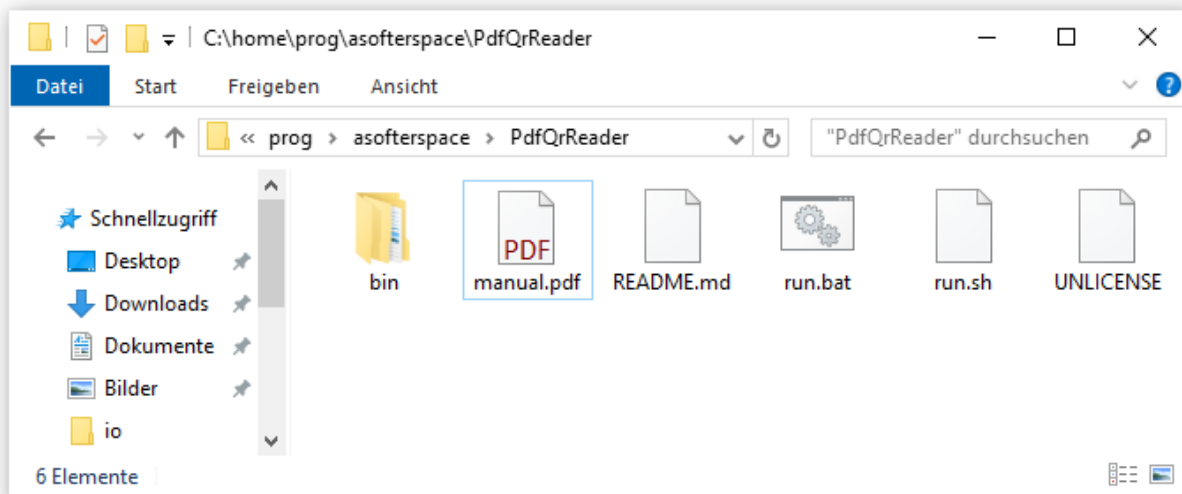 C:\home\prog\asofterspace\PdfQrReader
Datei Start Freigeben Ansicht ?
« prog > asofterspace > PdfQrReader "PdfQrReader" durchsuchen
Schnellzugriff
Desktop
Downloads
Dokumente
Bilder
io
bin
PDF
manual.pdf
README.md
run.bat
run.sh
UNLICENSE
6 Elemente